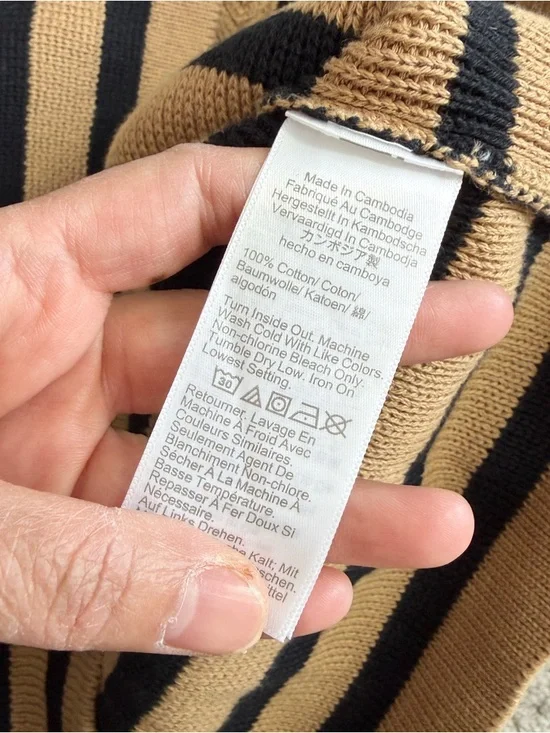 Made In Cambodia
Fabriqué Au Cambodge
Hergestellt In Kambodscha
Vervaardigd In Cambodja
カンボジア製
hecho en camboya
100% Cotton/ Coton/
Baumwolle/ Katoen/ 綿/
algodón
Turn Inside Out. Machine
Wash Cold With Like Colors.
Non-chlorine Bleach Only.
Tumble Dry Low. Iron On
Lowest Setting.
30
Retourner, Lavage En
Machine À Froid Avec
Couleurs Similaires.
Seulement Agent De
Blanchiment Non-chlore.
Sécher À La Machine À
Basse Température.
Repasser À Fer Doux Si
Nécessaire.
Auf Links Drehen.
Kalt; Mit